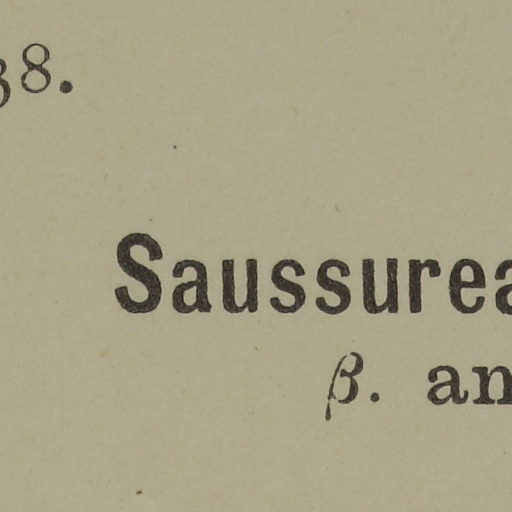 38.
Saussurea
β. an